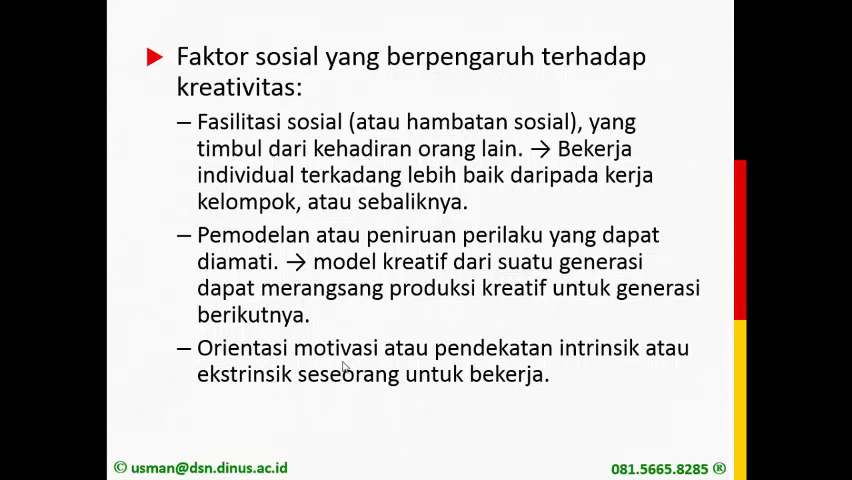 Faktor sosial yang berpengaruh terhadap
kreativitas:
– Fasilitasi sosial (atau hambatan sosial), yang
timbul dari kehadiran orang lain. → Bekerja
individual terkadang lebih baik daripada kerja
kelompok, atau sebaliknya.
– Pemodelan atau peniruan perilaku yang dapat
diamati. → model kreatif dari suatu generasi
dapat merangsang produksi kreatif untuk generasi
berikutnya.
– Orientasi motivasi atau pendekatan intrinsik atau
ekstrinsik seseorang untuk bekerja.
© usman@dsn.dinus.ac.id
081.5665.8285 ®